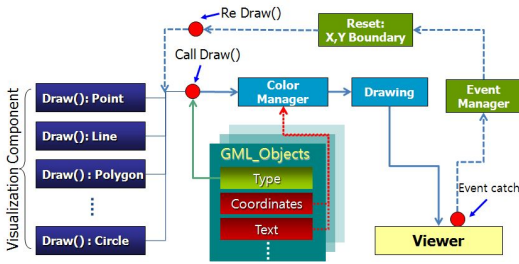 Re Draw()
Reset:
X,Y Boundary
Call Draw()
Visualization Component
Draw(): Point
Draw(): Line
Draw() : Polygon
Draw() : Circle
Color
Manager
Drawing
Event
Manager
GML_Objects
Type
Coordinates
Text
Event catch
Viewer